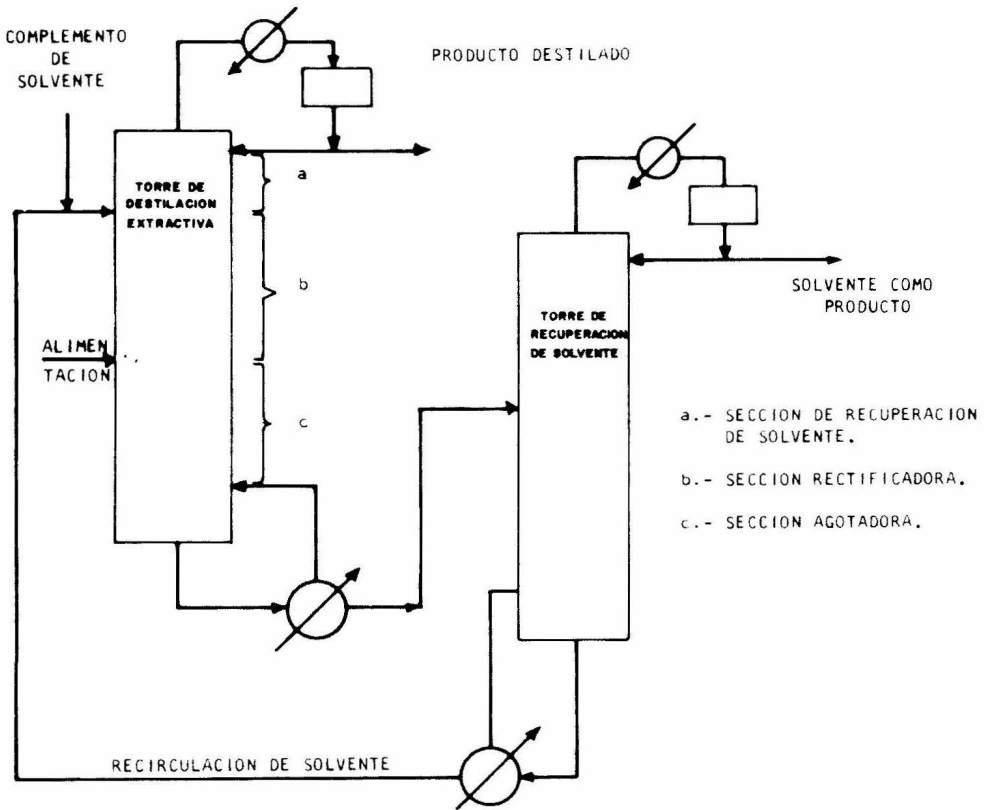 COMPLEMENTO
DE
SOLVENTE
PRODUCTO DESTILADO
TORRE DE
DESTILACION
EXTRACTIVA
a
b
c
ALIMEN
TACION
TORRE DE
RECUPERACION
DE SOLVENTE
SOLVENTE COMO
PRODUCTO
a.- SECCION DE RECUPERACION
DE SOLVENTE.
b.- SECCION RECTIFICADORA.
c.- SECCION AGOTADORA.
RECIRCULACION DE SOLVENTE